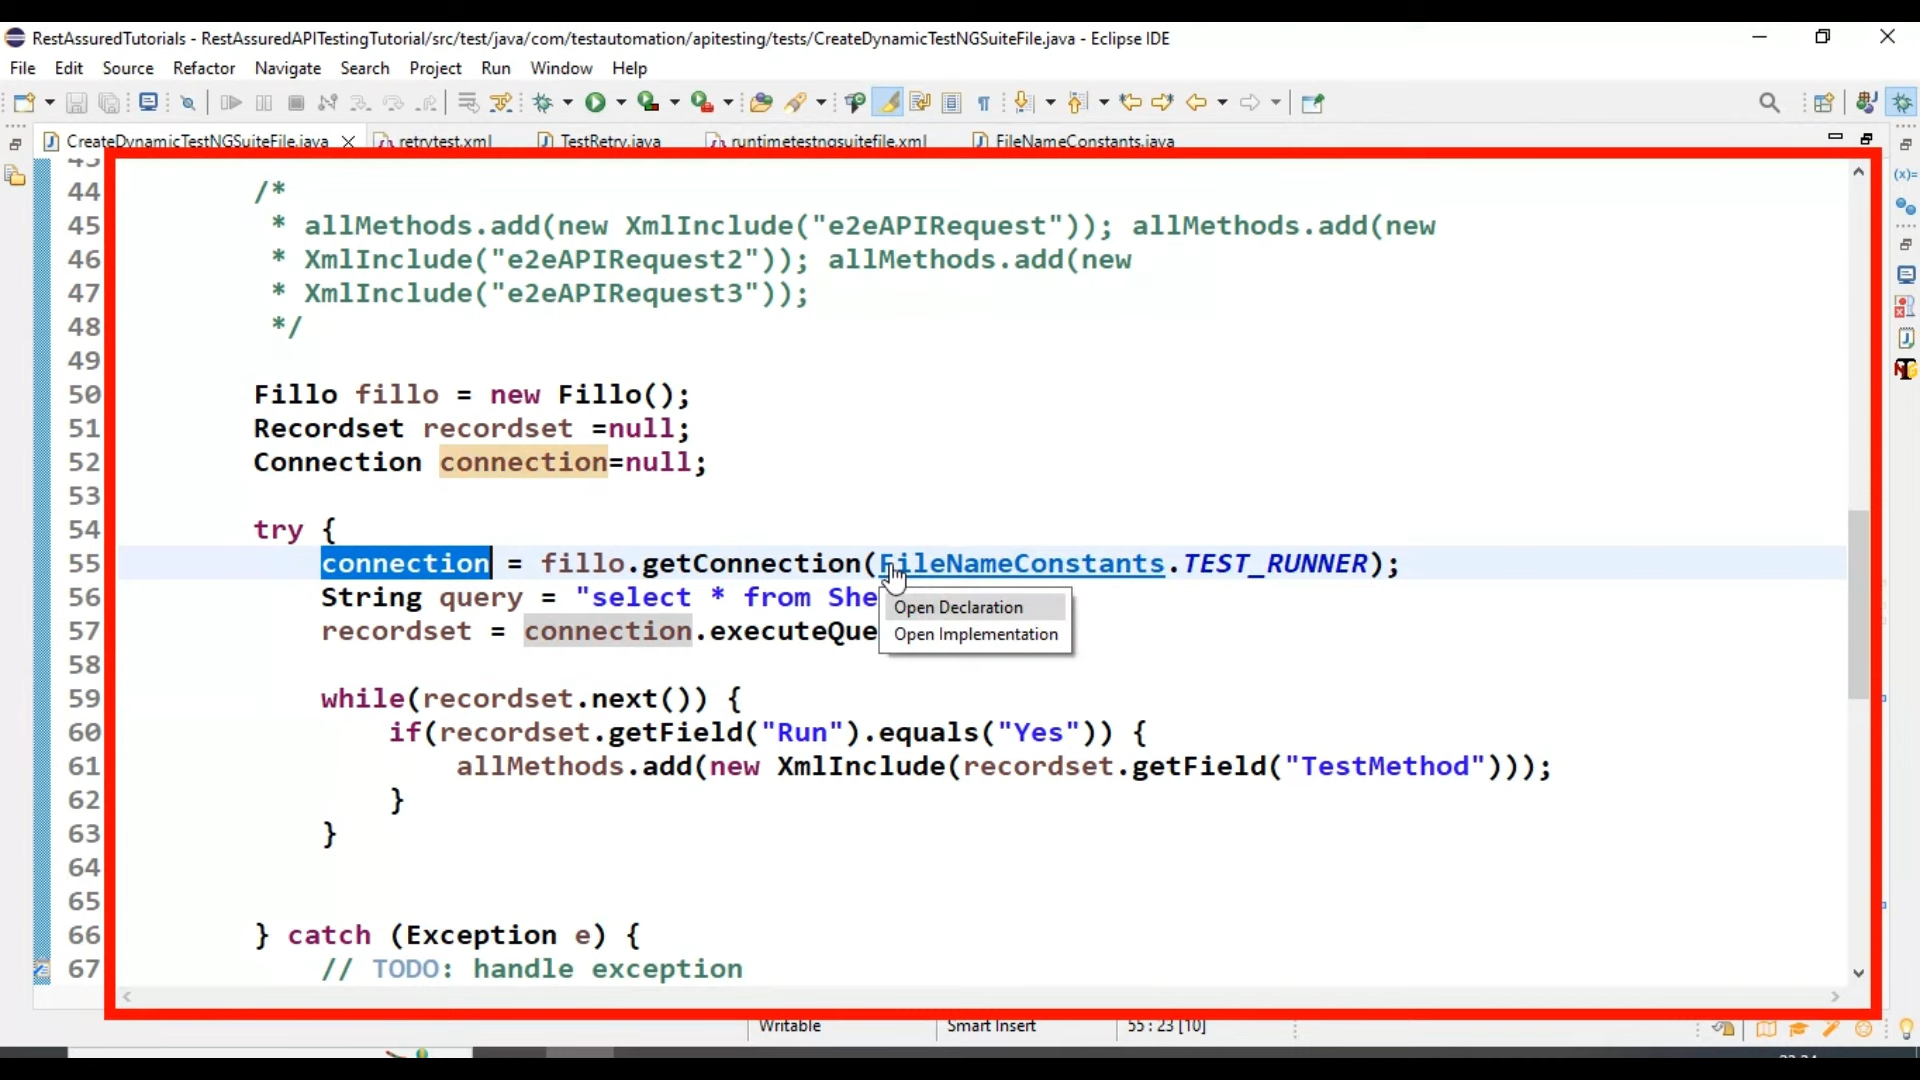 RestAssuredTutorials - RestAssuredAPITestingTutorial/src/test/java/com/testautomation/apitesting/tests/CreateDynamicTestNGSuiteFile.java - Eclipse IDE
File Edit Source Refactor Navigate Search Project Run Window Help
CreateDynamicTestNGSuiteFile.java retrytest.xml TestRetry.java runtimetestngsuitefile.xml FileNameConstants.java
44 /*
45 * allMethods.add(new XmlInclude("e2eAPIRequest")); allMethods.add(new
46 * XmlInclude("e2eAPIRequest2")); allMethods.add(new
47 * XmlInclude("e2eAPIRequest3"));
48 */
49
50 Fillo fillo = new Fillo();
51 Recordset recordset =null;
52 Connection connection=null;
53
54 try {
55 connection = fillo.getConnection(FileNameConstants.TEST_RUNNER);
56 String query = "select * from She
Open Declaration
57 recordset = connection.executeQue
Open Implementation
58
59 while(recordset.next()) {
60 if(recordset.getField("Run").equals("Yes")) {
61 allMethods.add(new XmlInclude(recordset.getField("TestMethod")));
62 }
63 }
64
65
66 } catch (Exception e) {
67 // TODO: handle exception
Writable Smart Insert 55 : 23 [10]